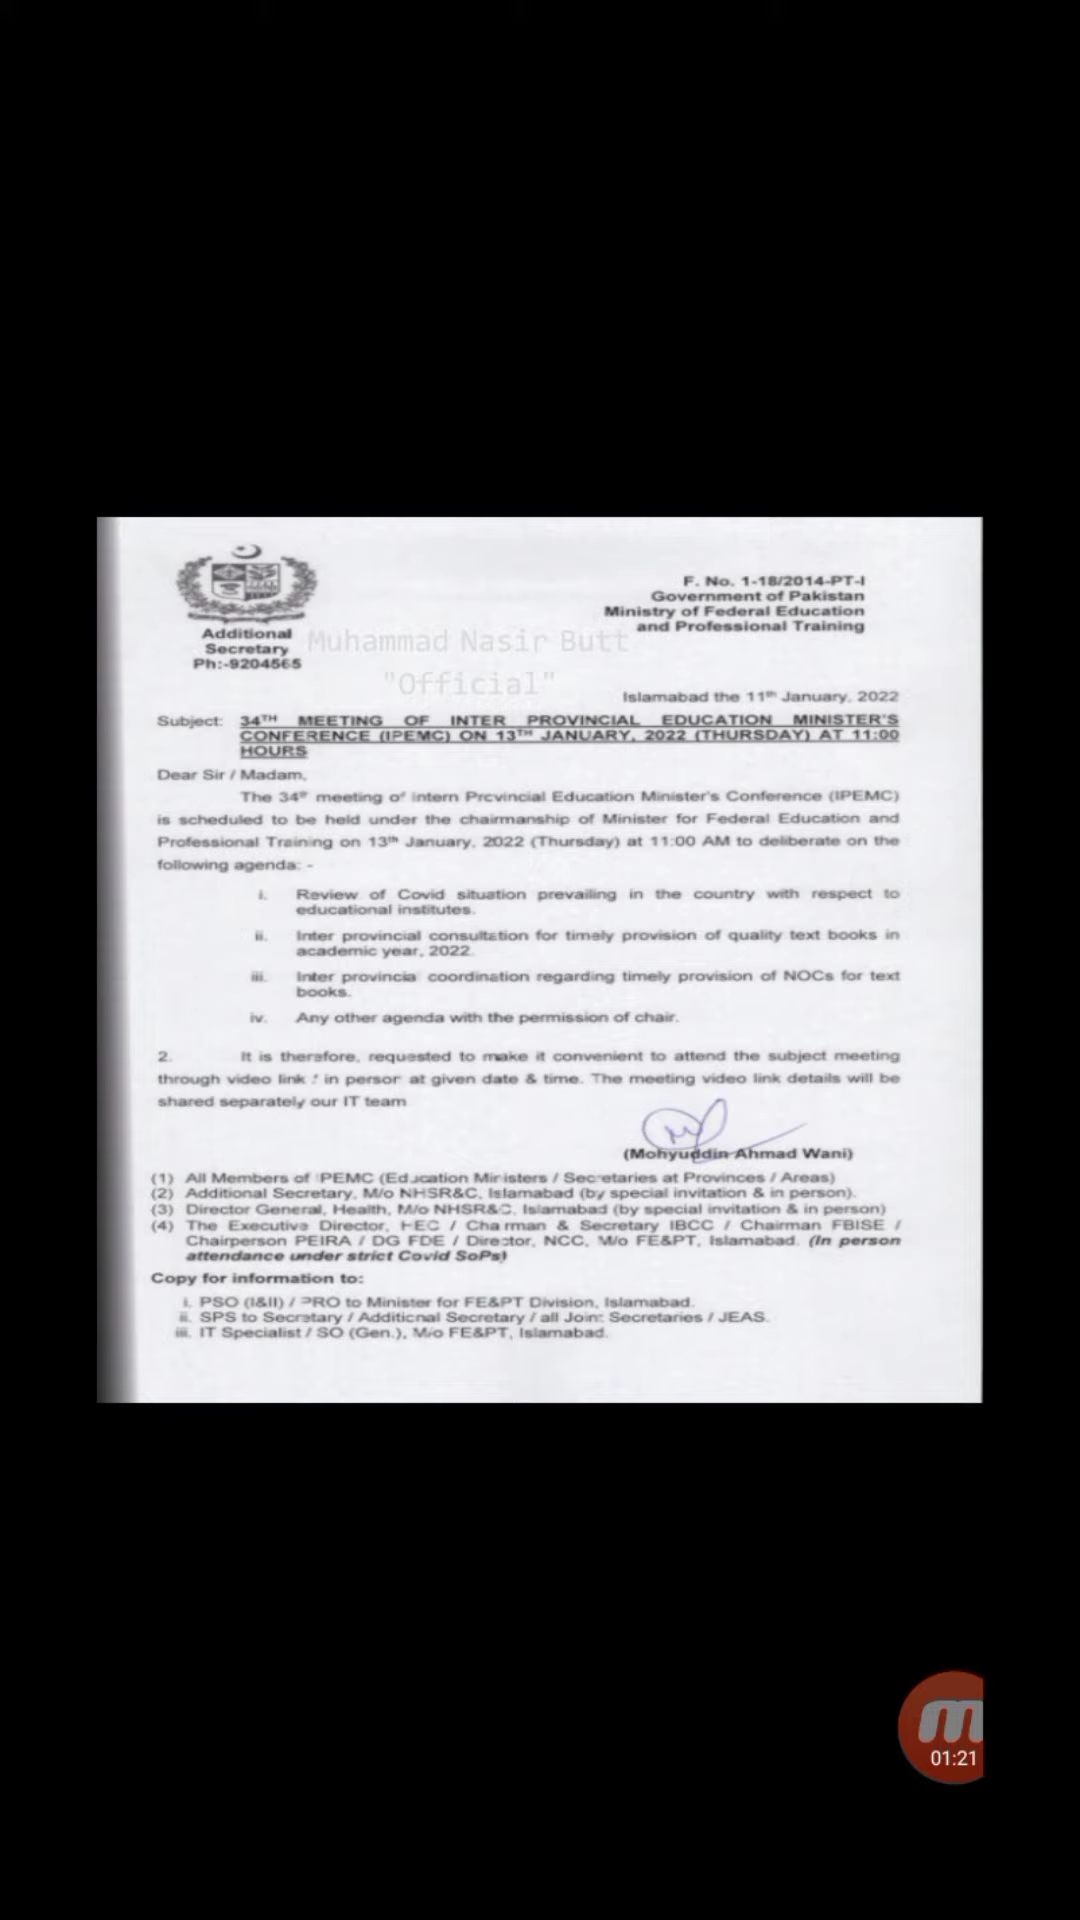 F. No. 1-18/2014-PT-I
Government of Pakistan
Ministry of Federal Education
and Professional Training
Additional
Secretary
Ph:-9204565
Muhammad Nasir Butt
"Official"
Islamabad the 11th January, 2022
Subject: 34TH MEETING OF INTER PROVINCIAL EDUCATION MINISTER'S
CONFERENCE (IPEMC) ON 13TH JANUARY, 2022 (THURSDAY) AT 11:00
HOURS
Dear Sir / Madam,
The 34th meeting of Intern Provincial Education Minister's Conference (IPEMC)
is scheduled to be held under the chairmanship of Minister for Federal Education and
Professional Training on 13th January, 2022 (Thursday) at 11:00 AM to deliberate on the
following agenda: -
i. Review of Covid situation prevailing in the country with respect to
educational institutes.
ii. Inter provincial consultation for timely provision of quality text books in
academic year, 2022.
iii. Inter provincial coordination regarding timely provision of NOCs for text
books.
iv. Any other agenda with the permission of chair.
2. It is therefore, requested to make it convenient to attend the subject meeting
through video link / in person at given date & time. The meeting video link details will be
shared separately our IT team
(Mohyuddin Ahmad Wani)
(1) All Members of IPEMC (Education Ministers / Secretaries at Provinces / Areas)
(2) Additional Secretary, M/o NHSR&C, Islamabad (by special invitation & in person).
(3) Director General, Health, M/o NHSR&C, Islamabad (by special invitation & in person)
(4) The Executive Director, HEC / Chairman & Secretary IBCC / Chairman FBISE /
Chairperson PEIRA / DG FDE / Director, NCC, M/o FE&PT, Islamabad. (In person
attendance under strict Covid SoPs)
Copy for information to:
i. PSO (I&II) / PRO to Minister for FE&PT Division, Islamabad.
ii. SPS to Secretary / Additional Secretary / all Joint Secretaries / JEAS.
iii. IT Specialist / SO (Gen.), M/o FE&PT, Islamabad.
01:21